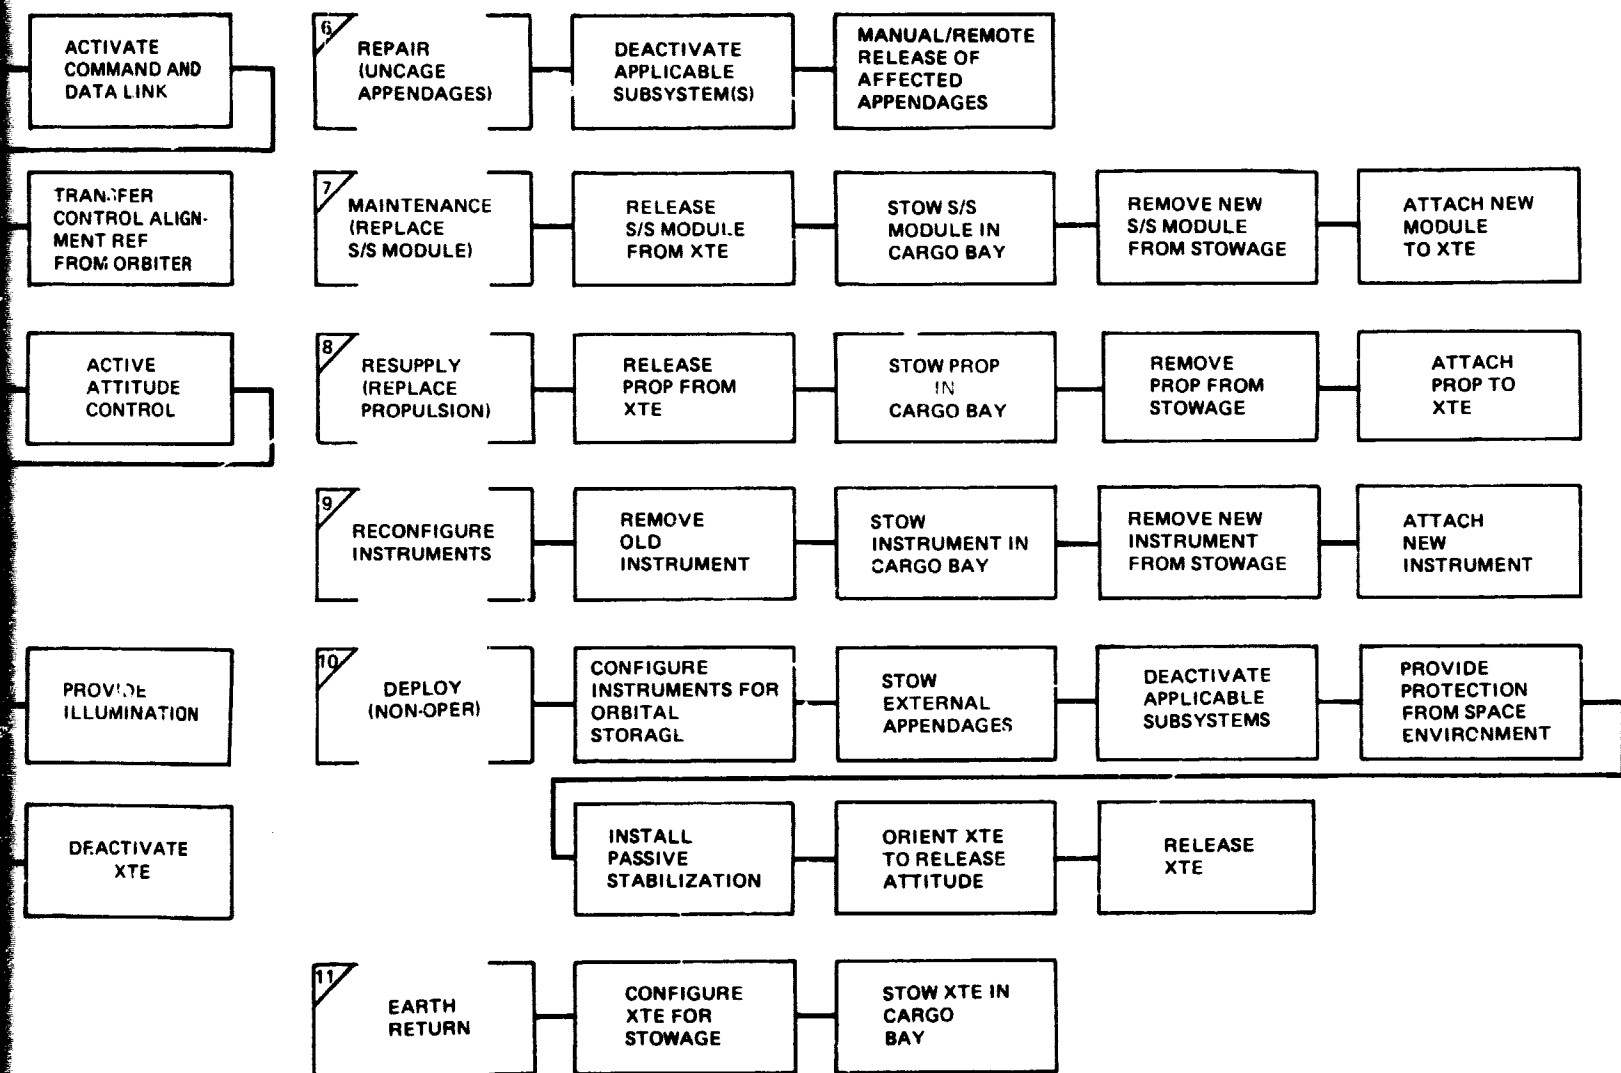 ACTIVATE
COMMAND AND
DATA LINK
6
REPAIR
(UNCAGE
APPENDAGES)
DEACTIVATE
APPLICABLE
SUBSYSTEM(S)
MANUAL/REMOTE
RELEASE OF
AFFECTED
APPENDAGES
TRANSFER
CONTROL ALIGN-
MENT REF
FROM ORBITER
7
MAINTENANCE
(REPLACE
S/S MODULE)
RELEASE
S/S MODULE
FROM XTE
STOW S/S
MODULE IN
CARGO BAY
REMOVE NEW
S/S MODULE
FROM STOWAGE
ATTACH NEW
MODULE
TO XTE
ACTIVE
ATTITUDE
CONTROL
8
RESUPPLY
(REPLACE
PROPULSION)
RELEASE
PROP FROM
XTE
STOW PROP
IN
CARGO BAY
REMOVE
PROP FROM
STOWAGE
ATTACH
PROP TO
XTE
9
RECONFIGURE
INSTRUMENTS
REMOVE
OLD
INSTRUMENT
STOW
INSTRUMENT IN
CARGO BAY
REMOVE NEW
INSTRUMENT
FROM STOWAGE
ATTACH
NEW
INSTRUMENT
PROVIDE
ILLUMINATION
10
DEPLOY
(NON-OPER)
CONFIGURE
INSTRUMENTS FOR
ORBITAL
STORAGE
STOW
EXTERNAL
APPENDAGES
DEACTIVATE
APPLICABLE
SUBSYSTEMS
PROVIDE
PROTECTION
FROM SPACE
ENVIRONMENT
DEACTIVATE
XTE
INSTALL
PASSIVE
STABILIZATION
ORIENT XTE
TO RELEASE
ATTITUDE
RELEASE
XTE
11
EARTH
RETURN
CONFIGURE
XTE FOR
STOWAGE
STOW XTE IN
CARGO
BAY